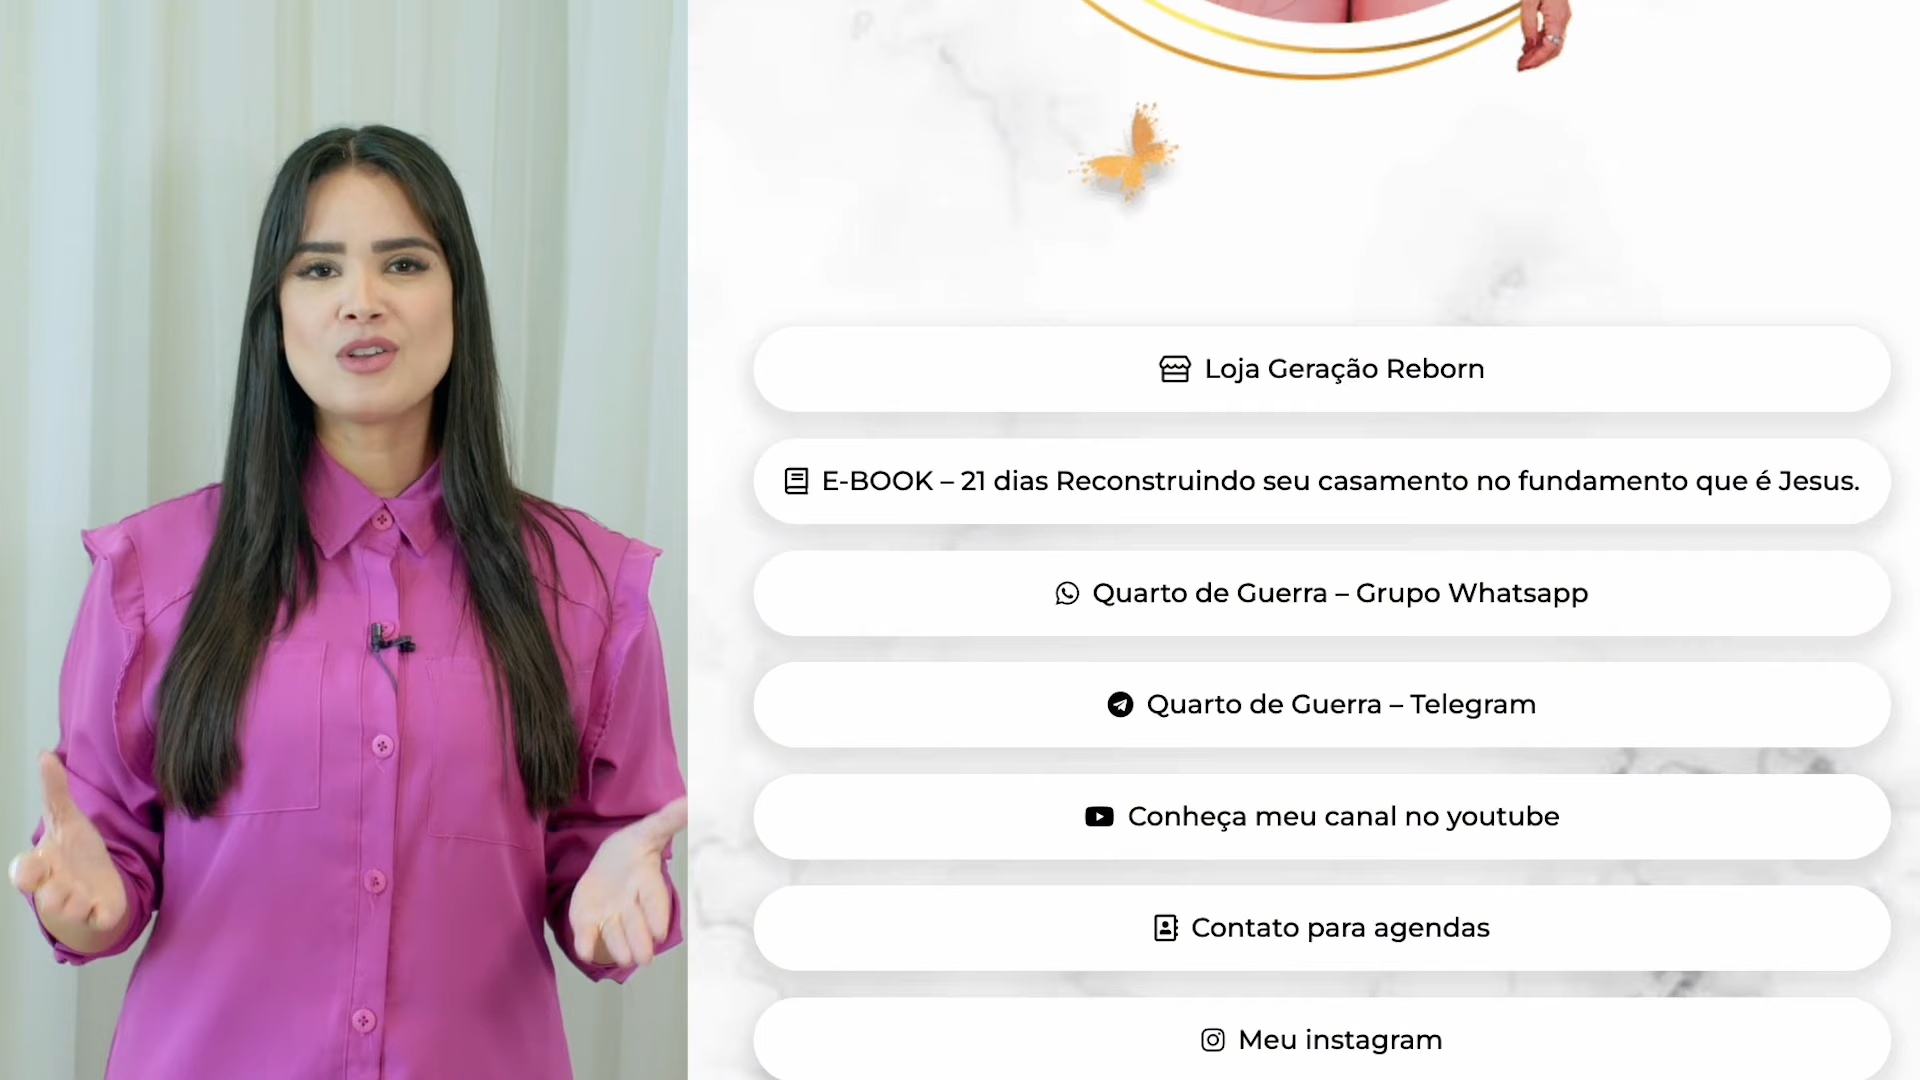 Loja Geração Reborn
E-BOOK – 21 dias Reconstruindo seu casamento no fundamento que é Jesus.
Quarto de Guerra – Grupo Whatsapp
Quarto de Guerra – Telegram
Conheça meu canal no youtube
Contato para agendas
Meu instagram